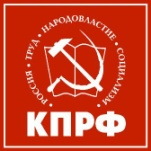 РОССИЯ · ТРУД · НАРОДОВЛАСТИЕ · СОЦИАЛИЗМ
КПРФ